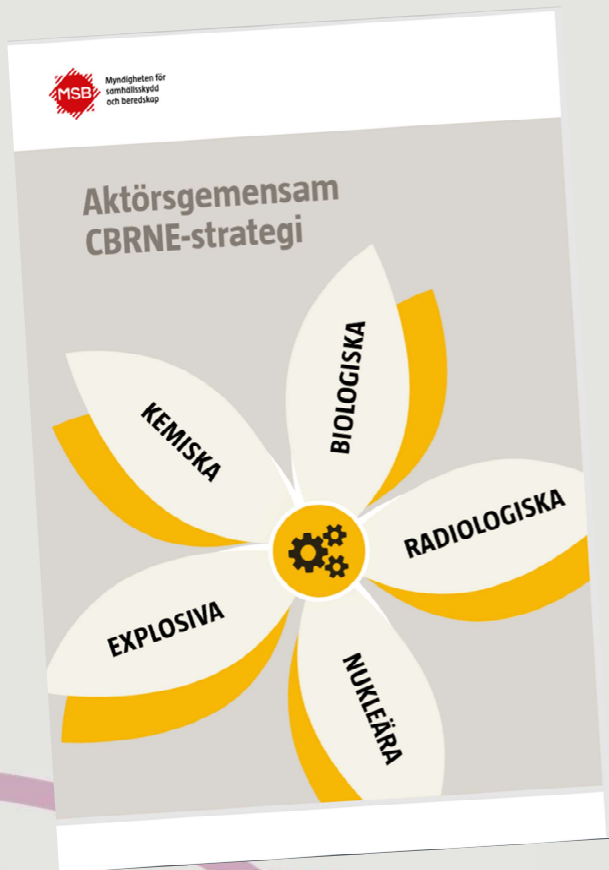 MSB
Myndigheten för
samhällsskydd
och beredskap
Aktörsgemensam
CBRNE-strategi
KEMISKA
BIOLOGISKA
RADIOLOGISKA
EXPLOSIVA
NUKLEÄRA